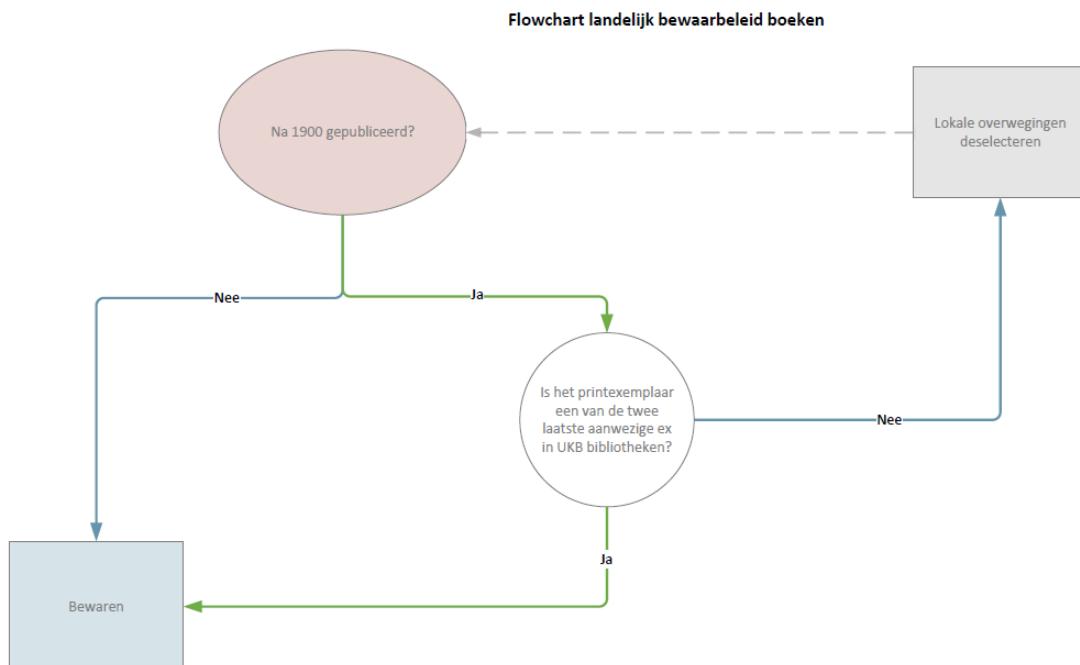 Flowchart landelijk bewaarbeleid boeken
Na 1900 gepubliceerd?
Lokale overwegingen
deselecteren
Nee
Ja
Is het printexemplaar
een van de twee
laatste aanwezige ex
in UKB bibliotheken?
Nee
Ja
Bewaren